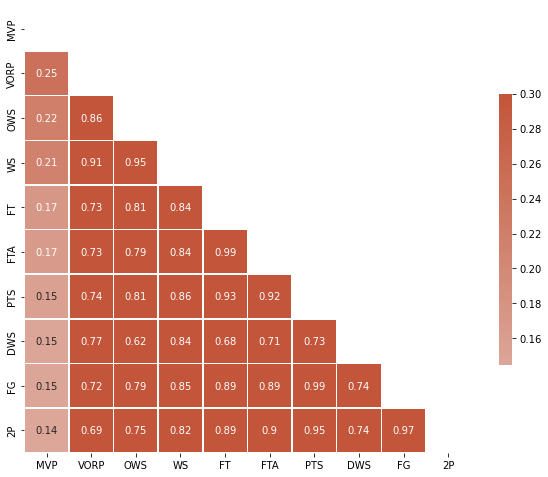 MVP
VORP 0.25
OWS 0.22 0.86
WS 0.21 0.91 0.95
FT 0.17 0.73 0.81 0.84
FTA 0.17 0.73 0.79 0.84 0.99
PTS 0.15 0.74 0.81 0.86 0.93 0.92
DWS 0.15 0.77 0.62 0.84 0.68 0.71 0.73
FG 0.15 0.72 0.79 0.85 0.89 0.89 0.99 0.74
2P 0.14 0.69 0.75 0.82 0.89 0.9 0.95 0.74 0.97
MVP VORP OWS WS FT FTA PTS DWS FG 2P
0.30
0.28
0.26
0.24
0.22
0.20
0.18
0.16